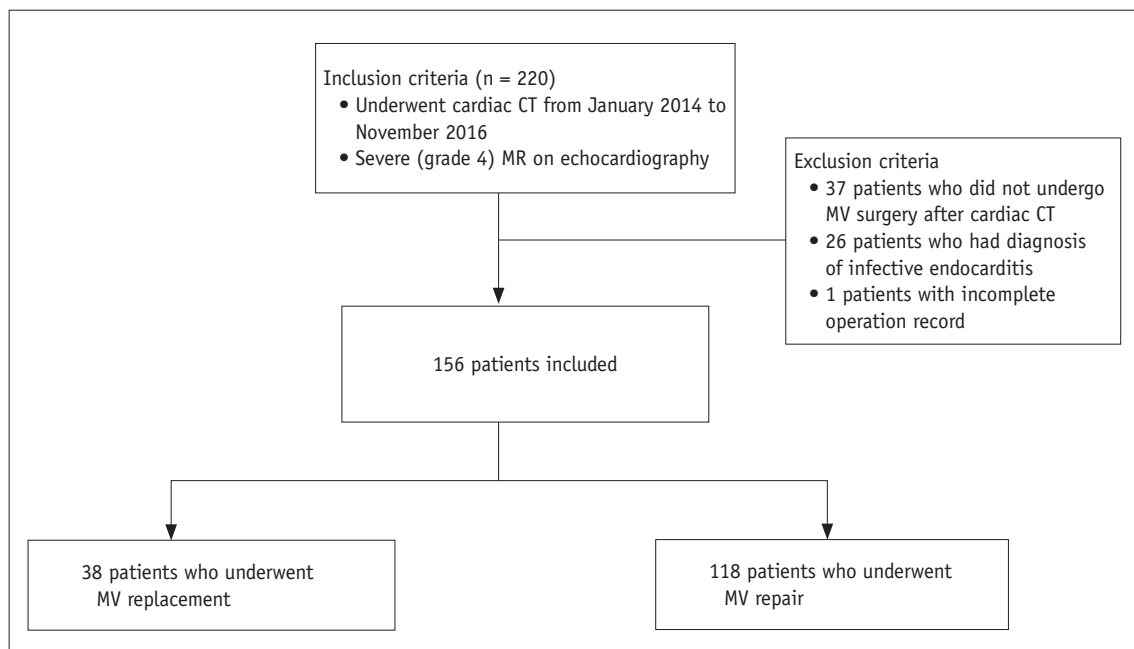 Inclusion criteria (n = 220)
• Underwent cardiac CT from January 2014 to
November 2016
• Severe (grade 4) MR on echocardiography
Exclusion criteria
• 37 patients who did not undergo
MV surgery after cardiac CT
• 26 patients who had diagnosis
of infective endocarditis
• 1 patients with incomplete
operation record
156 patients included
38 patients who underwent
MV replacement
118 patients who underwent
MV repair